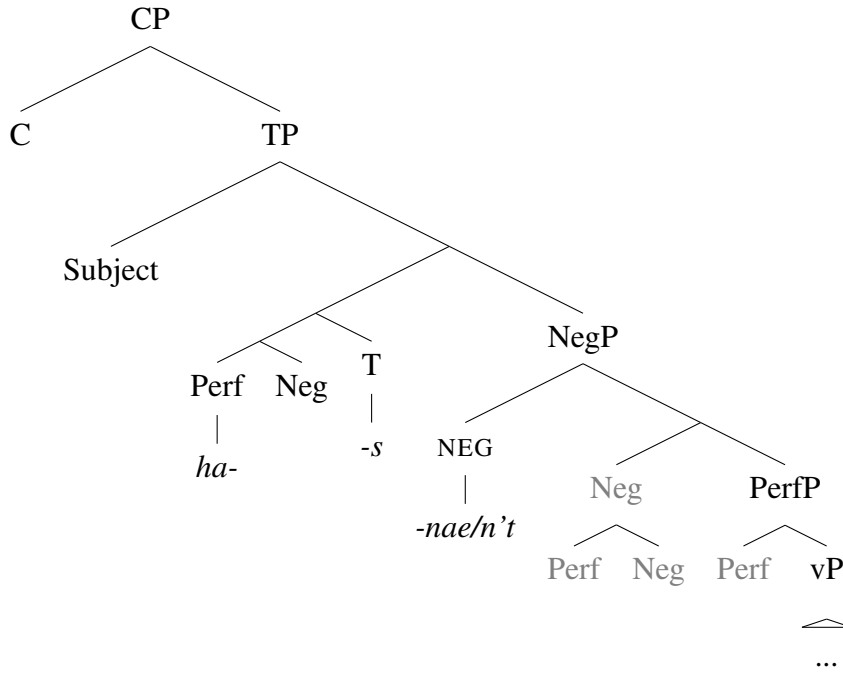 CP
C TP
Subject
NegP
Perf Neg T
ha- -s NEG Neg PerfP
-nae/n't
Perf Neg Perf vP
...